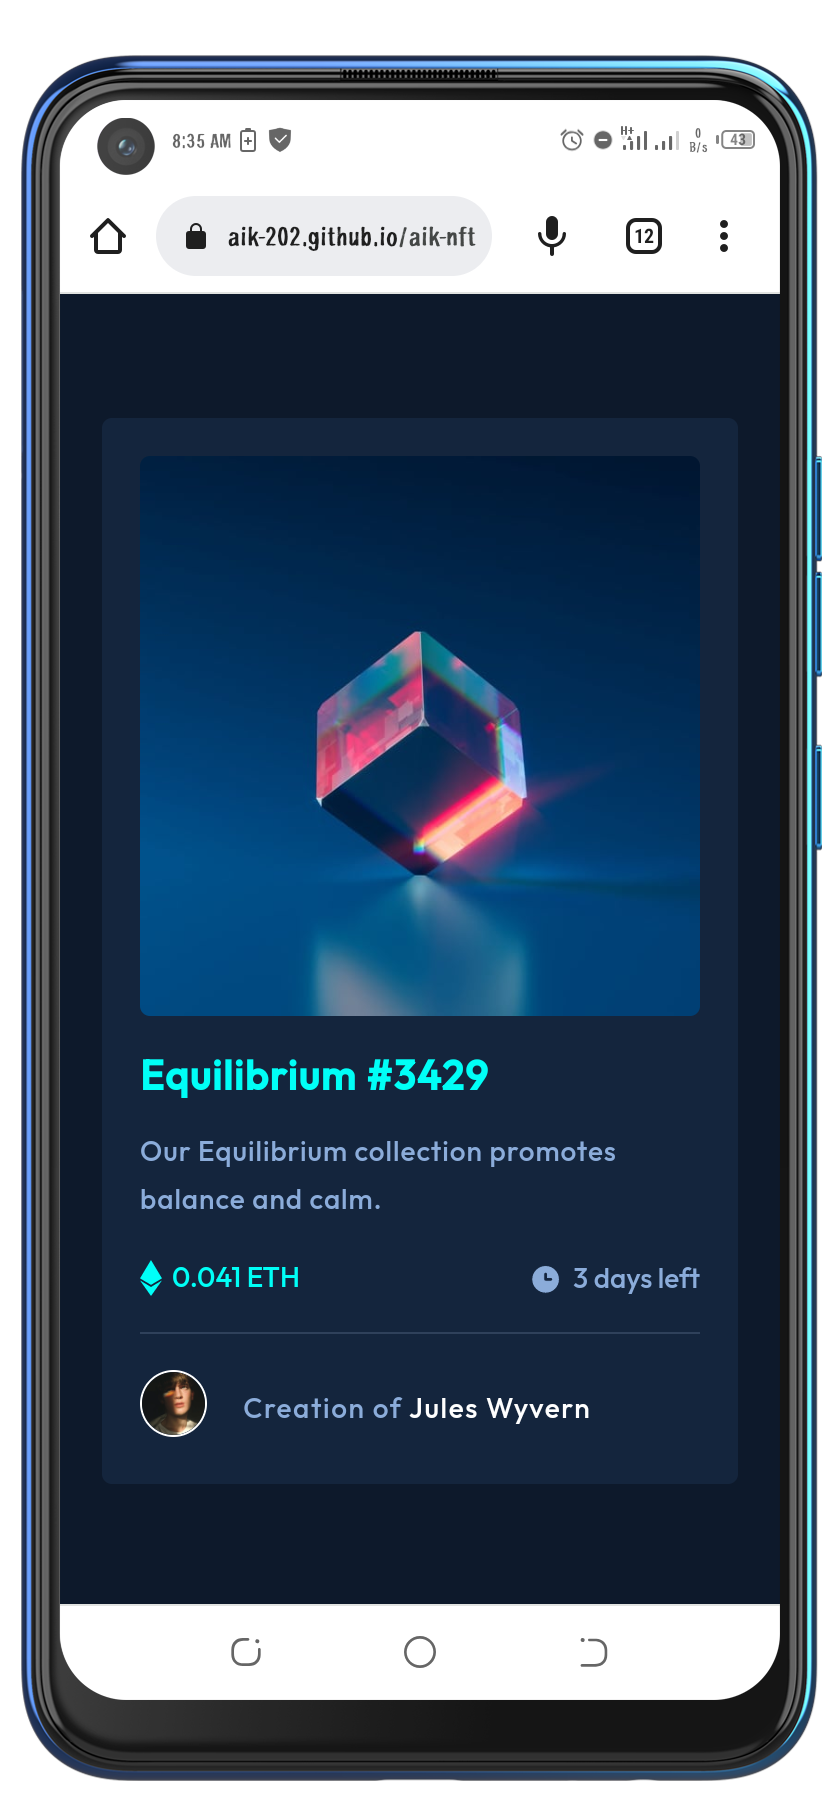 8:35 AM
H+
0
B/s
43
aik-202.github.io/aik-nft
12
Equilibrium #3429
Our Equilibrium collection promotes
balance and calm.
0.041 ETH
3 days left
Creation of Jules Wyvern